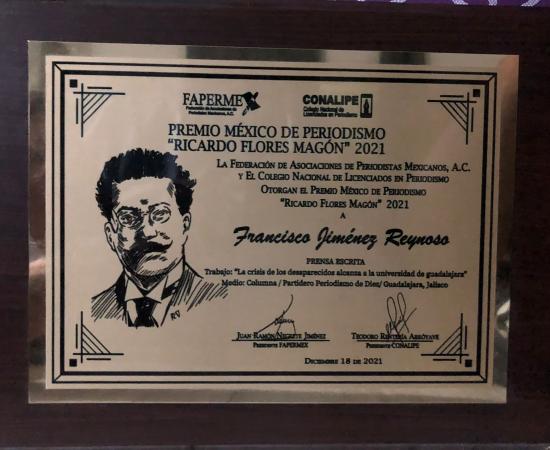 FAPERMEX
Federación de Asociaciones de
Periodistas Mexicanos, A.C.
CONALIPE
Colegio Nacional de
Licenciados en Periodismo
PREMIO MÉXICO DE PERIODISMO
"RICARDO FLORES MAGÓN" 2021
LA FEDERACIÓN DE ASOCIACIONES DE PERIODISTAS MEXICANOS, A.C.
Y EL COLEGIO NACIONAL DE LICENCIADOS EN PERIODISMO
OTORGAN EL PREMIO MÉXICO DE PERIODISMO
"RICARDO FLORES MAGÓN" 2021
A
Francisco Jiménez Reynoso
PRENSA ESCRITA
Trabajo: "La crisis de los desaparecidos alcanza a la universidad de guadalajara"
Medio: Columna / Partidero Periodismo de Diez/ Guadalajara, Jalisco
RV
JUAN RAMÓN NEGRETE JIMÉNEZ
PRESIDENTE FAPERMEX
TEODORO RENTERÍA ARRÓYAVE
PRESIDENTE CONALIPE
DICIEMBRE 18 DE 2021